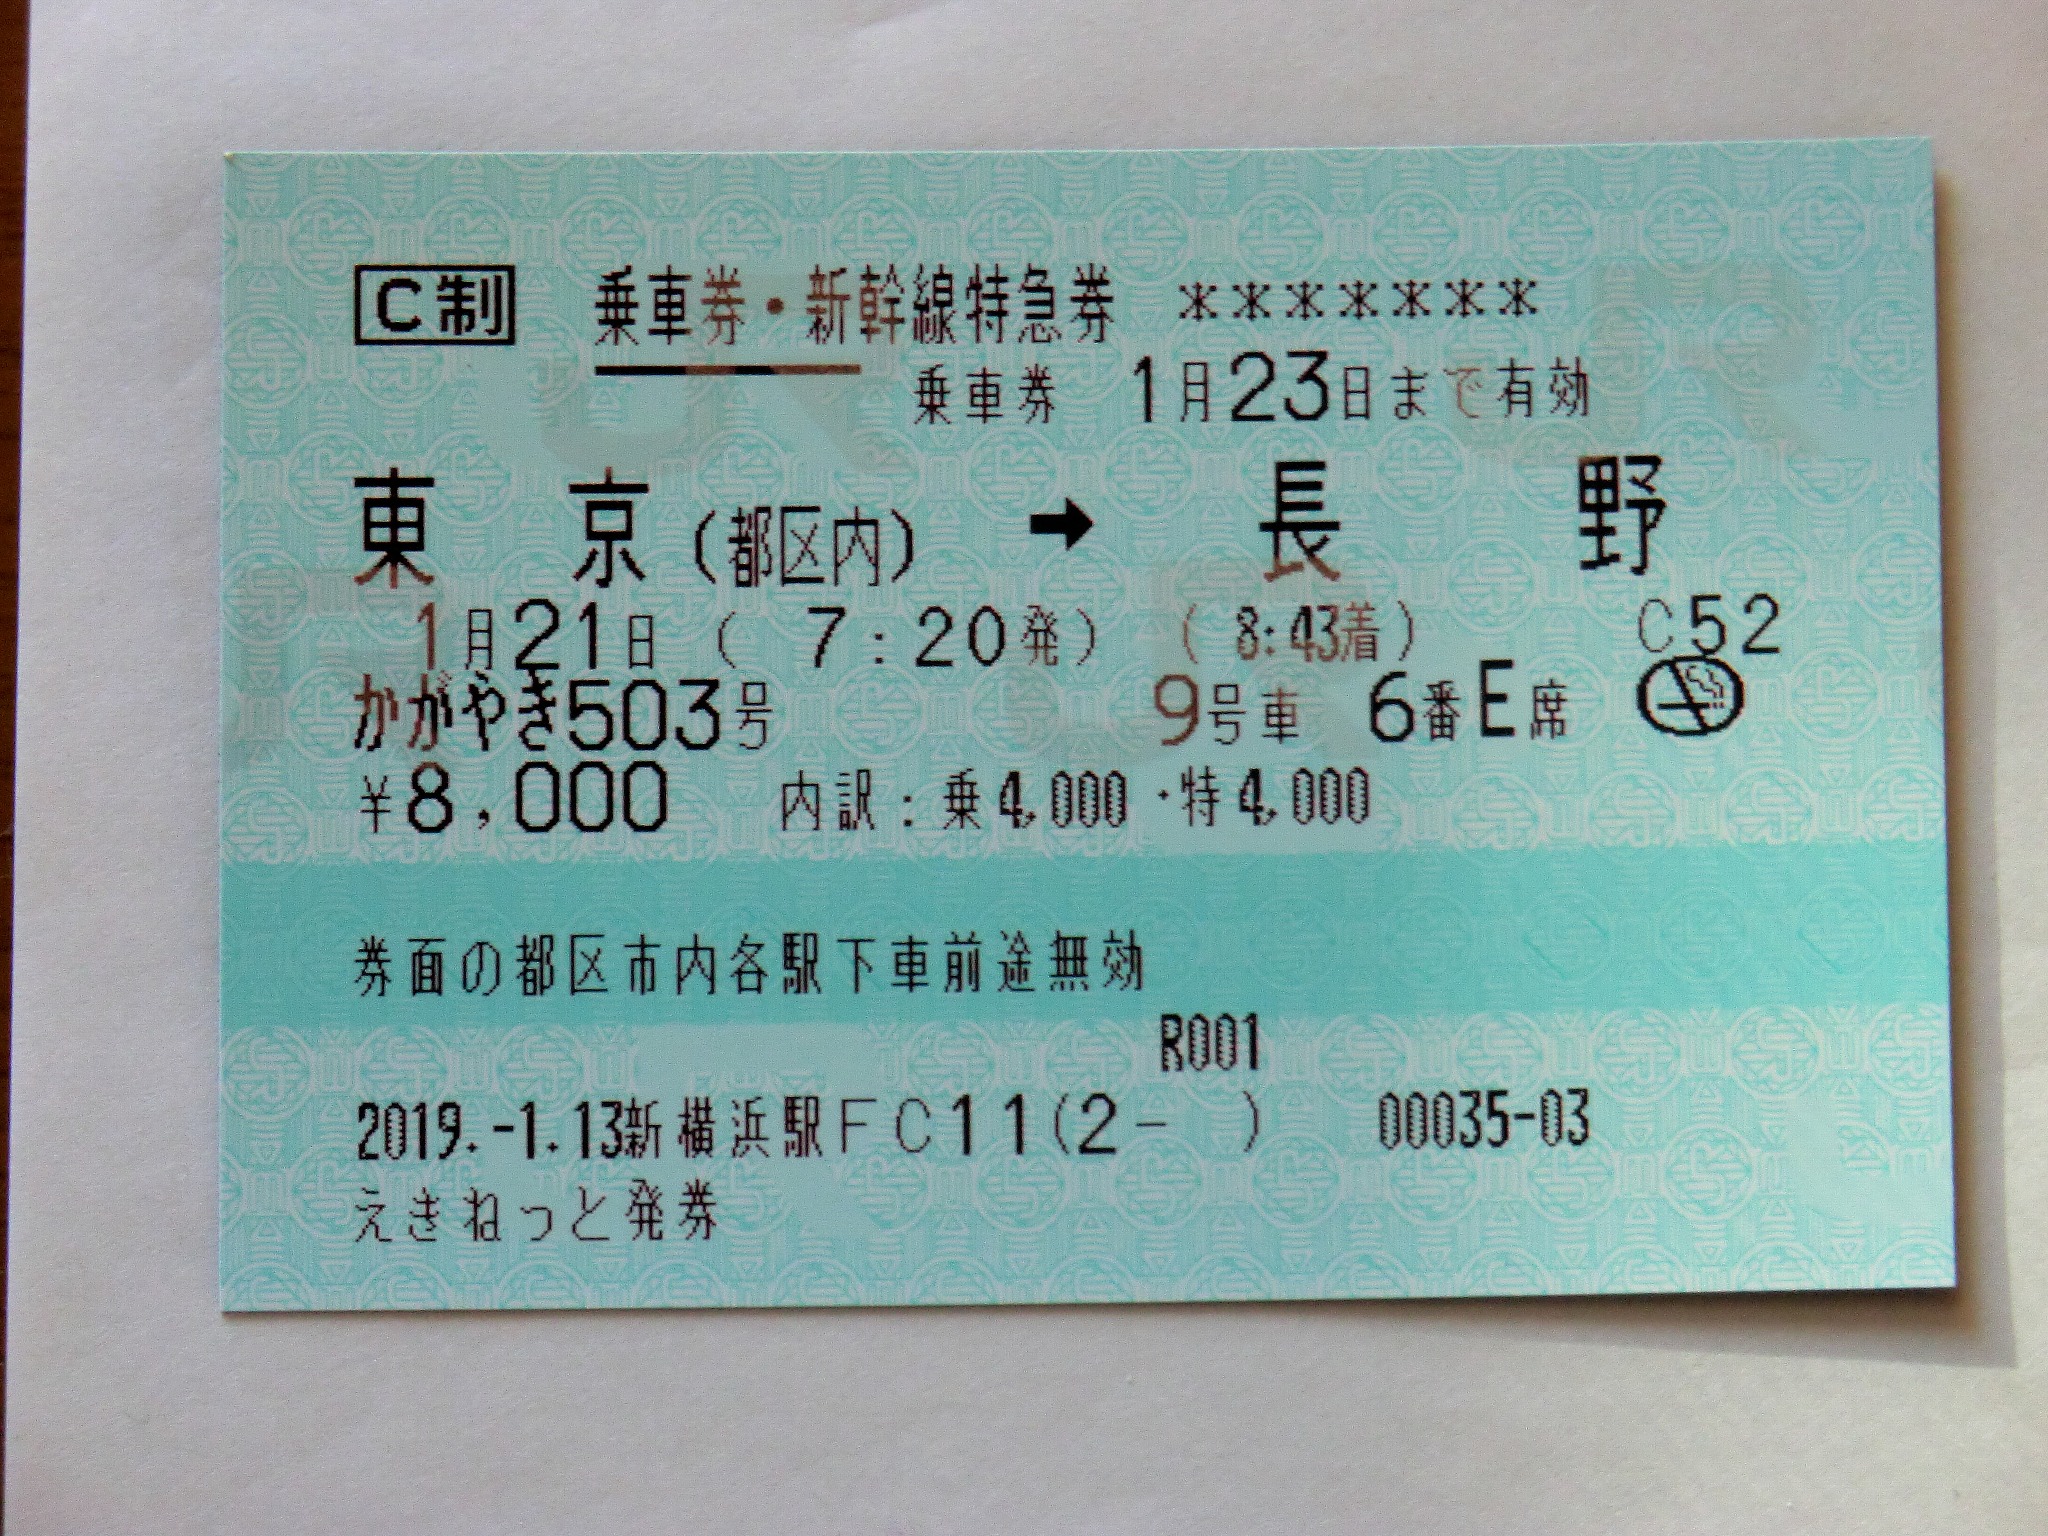 C制 乗車券・新幹線特急券 *******
乗車券 1月23日まで有効
東京(都区内) ➡ 長野
1月21日 ( 7:20発) ( 8:43着) C52
かがやき503号 9号車 6番E席
¥8,000 内訳:乗4,000・特4,000
券面の都区市内各駅下車前途無効
R001
2019.-1.13新横浜駅FC11(2- ) 00035-03
えきねっと発券